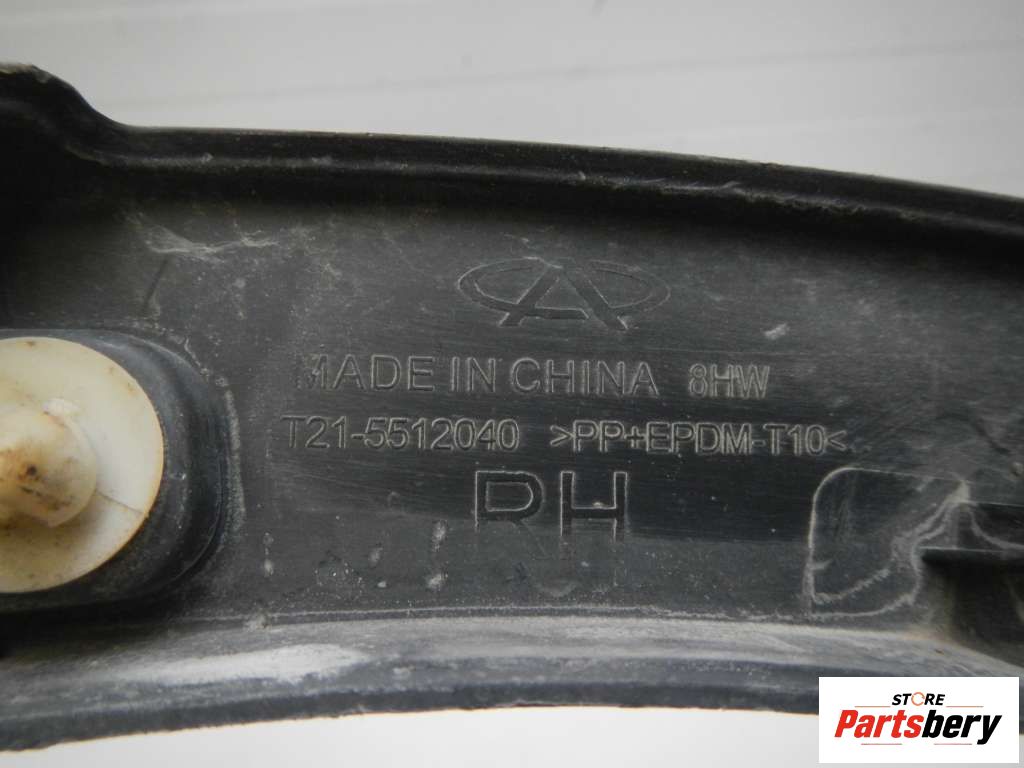 MADE IN CHINA 8HW
T21-5512040 >PP+EPDM-T10<
RH
STORE
Partsbery